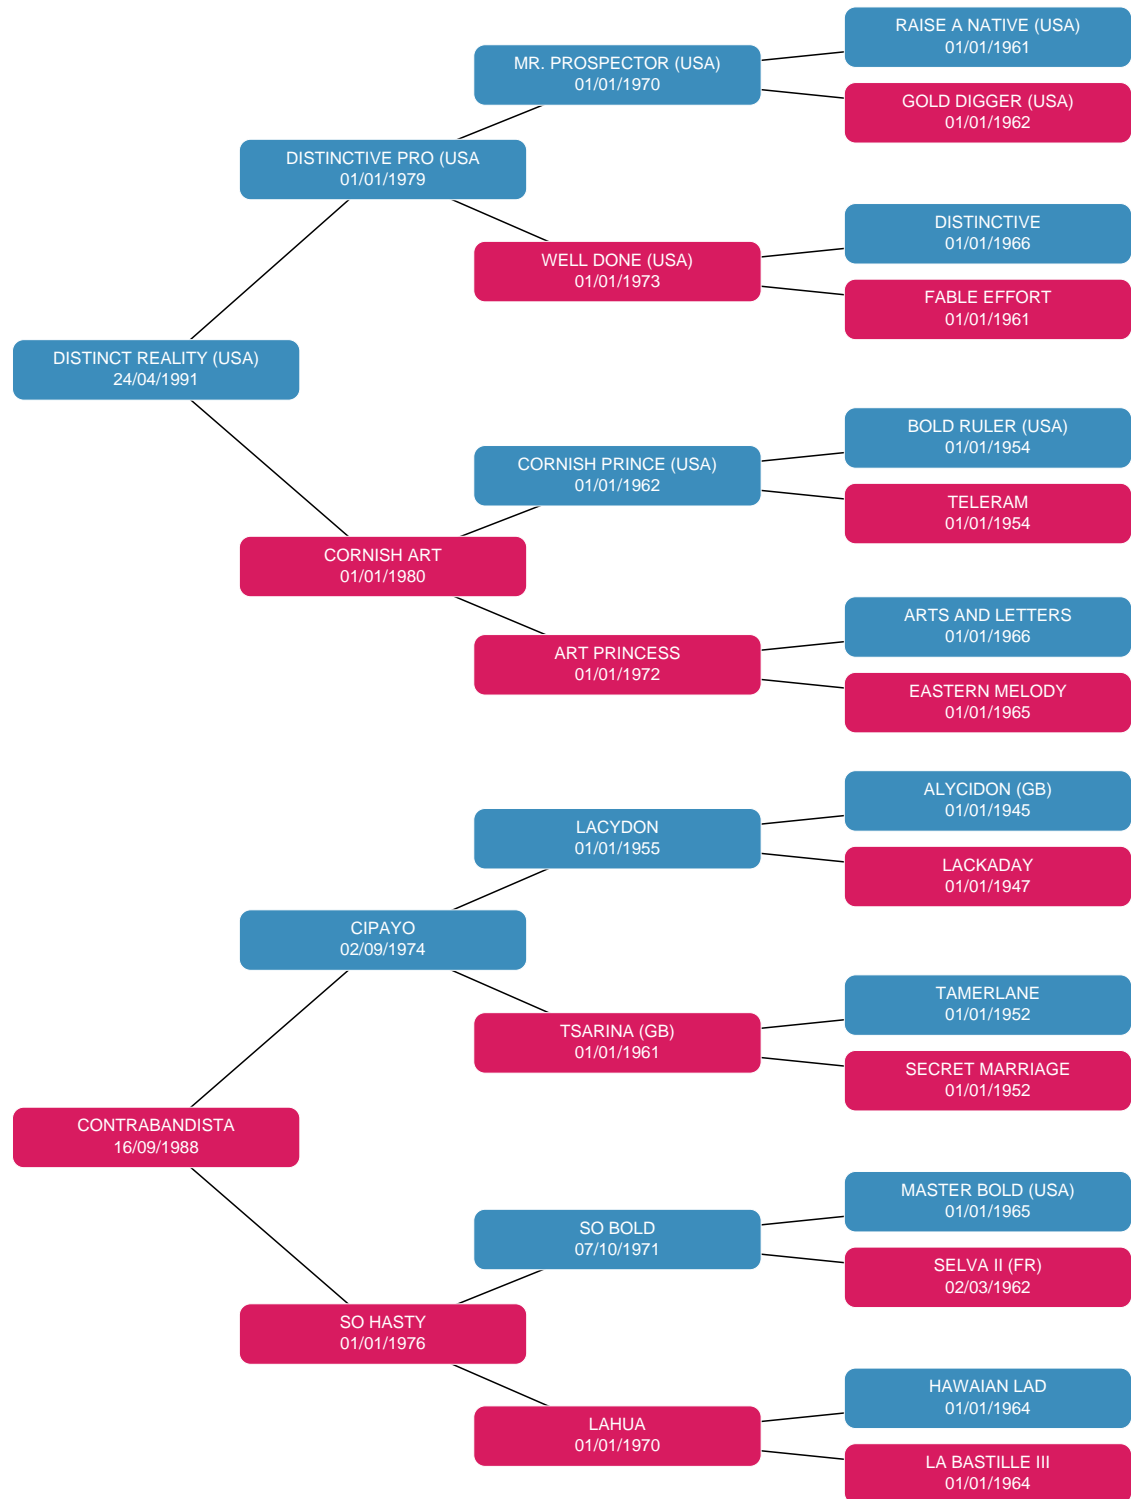 RAISE A NATIVE (USA)
01/01/1961
MR. PROSPECTOR (USA)
01/01/1970
GOLD DIGGER (USA)
01/01/1962
DISTINCTIVE PRO (USA
01/01/1979
DISTINCTIVE
01/01/1966
WELL DONE (USA)
01/01/1973
FABLE EFFORT
01/01/1961
DISTINCT REALITY (USA)
24/04/1991
BOLD RULER (USA)
01/01/1954
CORNISH PRINCE (USA)
01/01/1962
TELERAM
01/01/1954
CORNISH ART
01/01/1980
ARTS AND LETTERS
01/01/1966
ART PRINCESS
01/01/1972
EASTERN MELODY
01/01/1965
ALYCIDON (GB)
01/01/1945
LACYDON
01/01/1955
LACKADAY
01/01/1947
CIPAYO
02/09/1974
TAMERLANE
01/01/1952
TSARINA (GB)
01/01/1961
SECRET MARRIAGE
01/01/1952
CONTRABANDISTA
16/09/1988
MASTER BOLD (USA)
01/01/1965
SO BOLD
07/10/1971
SELVA II (FR)
02/03/1962
SO HASTY
01/01/1976
HAWAIAN LAD
01/01/1964
LAHUA
01/01/1970
LA BASTILLE III
01/01/1964